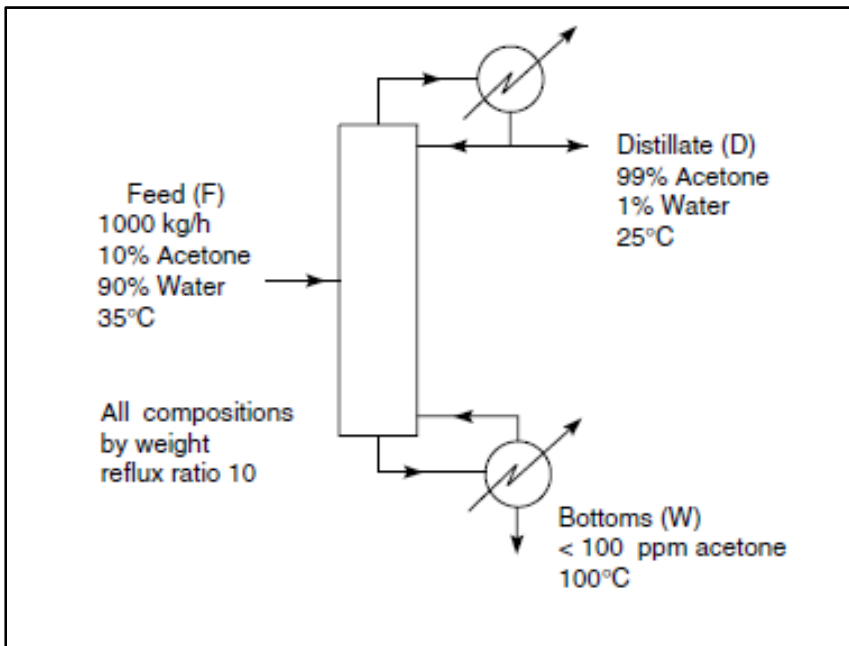 Feed (F)
1000 kg/h
10% Acetone
90% Water
35°C
Distillate (D)
99% Acetone
1% Water
25°C
All compositions
by weight
reflux ratio 10
Bottoms (W)
< 100 ppm acetone
100°C